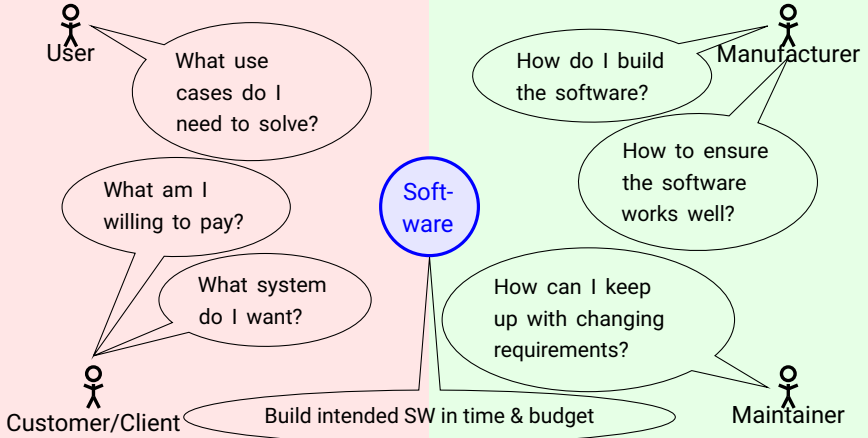 User
What use
cases do I
need to solve?
How do I build
the software?
Manufacturer
How to ensure
the software
works well?
What am I
willing to pay?
Soft-
ware
What system
do I want?
How can I keep
up with changing
requirements?
Customer/Client
Build intended SW in time & budget
Maintainer